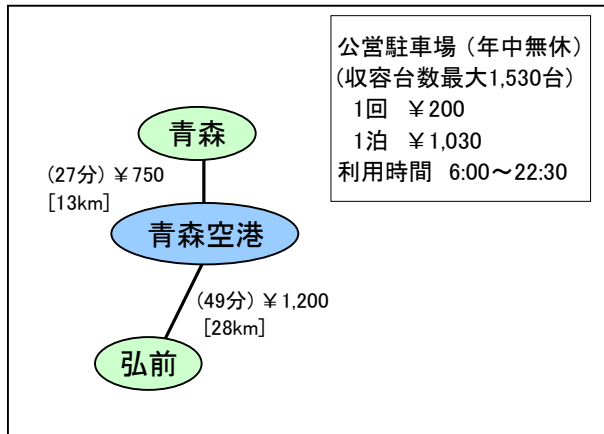 公営駐車場（年中無休）
(収容台数最大1,530台)
1回 ￥200
1泊 ￥1,030
利用時間 6:00～22:30
青森
(27分)￥750
[13km]
青森空港
(49分)￥1,200
[28km]
弘前